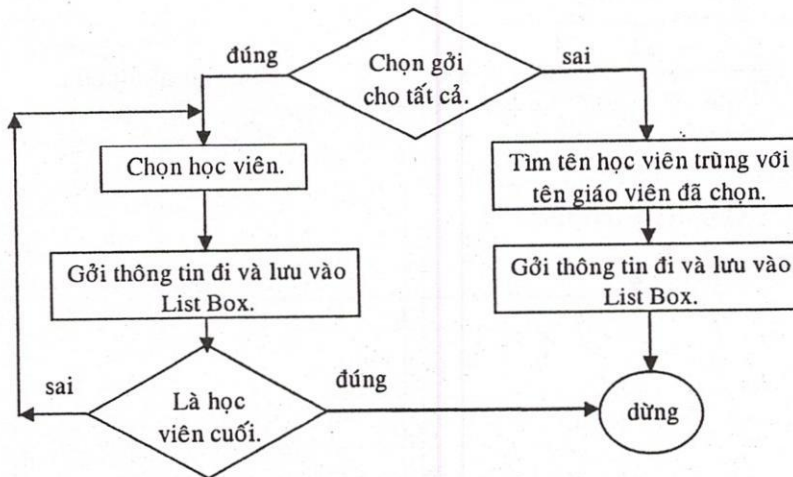 đúng
Chọn gởi
cho tất cả.
sai
Chọn học viên.
Tìm tên học viên trùng với
tên giáo viên đã chọn.
Gởi thông tin đi và lưu vào
List Box.
Gởi thông tin đi và lưu vào
List Box.
sai
Là học
viên cuối.
đúng
dừng